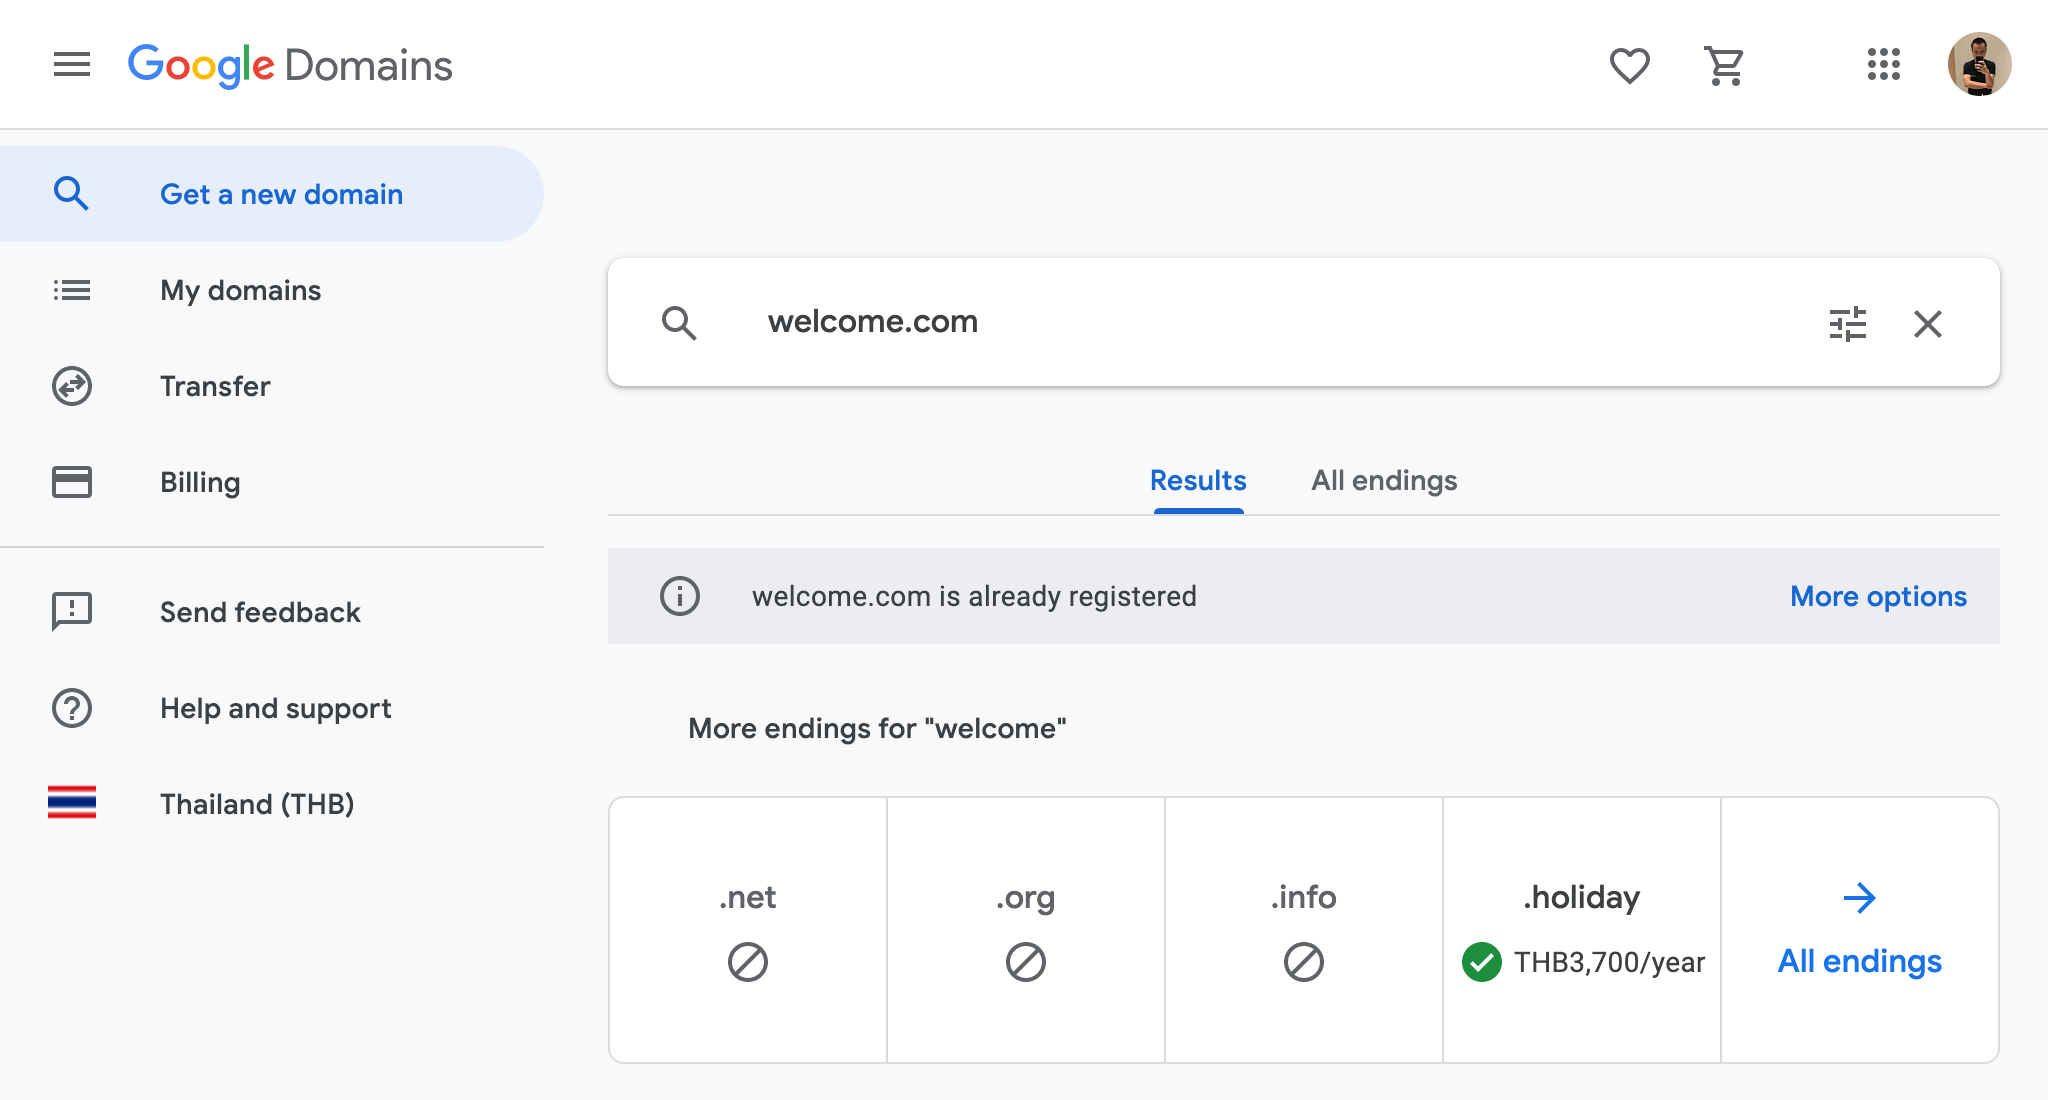 Google Domains
Get a new domain
My domains
Transfer
Billing
Send feedback
Help and support
Thailand (THB)
welcome.com
Results
All endings
welcome.com is already registered
More options
More endings for "welcome"
.net
.org
.info
.holiday
THB3,700/year
All endings